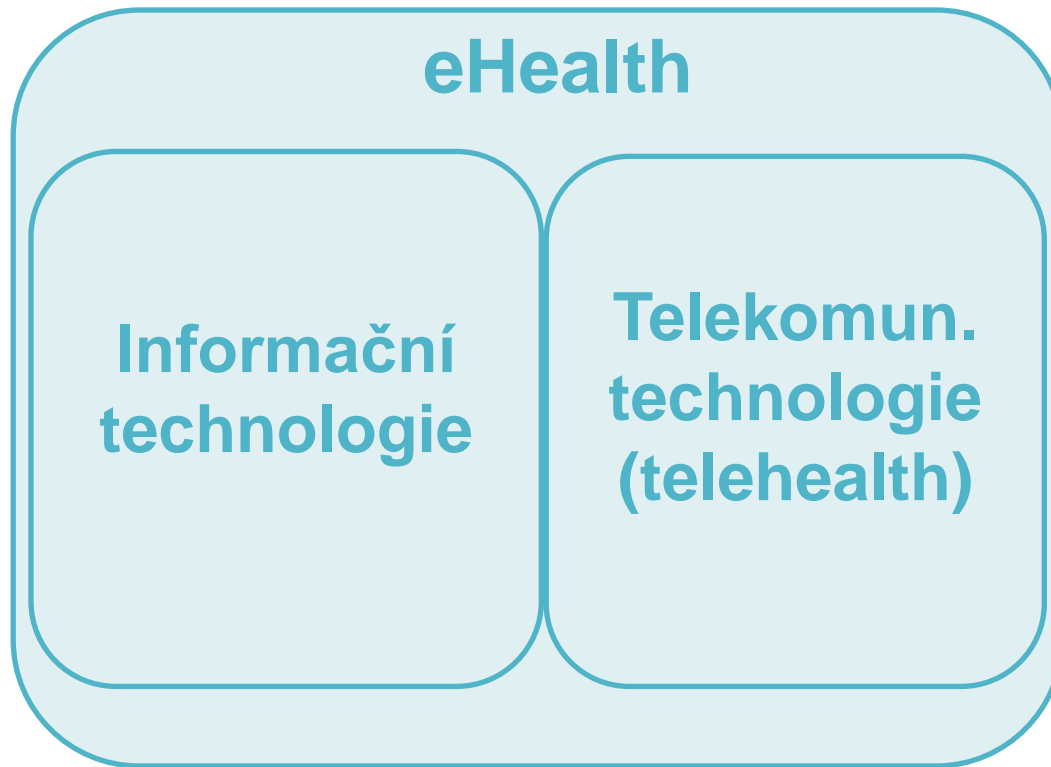 eHealth
Informační
technologie
Telekomun.
technologie
(telehealth)